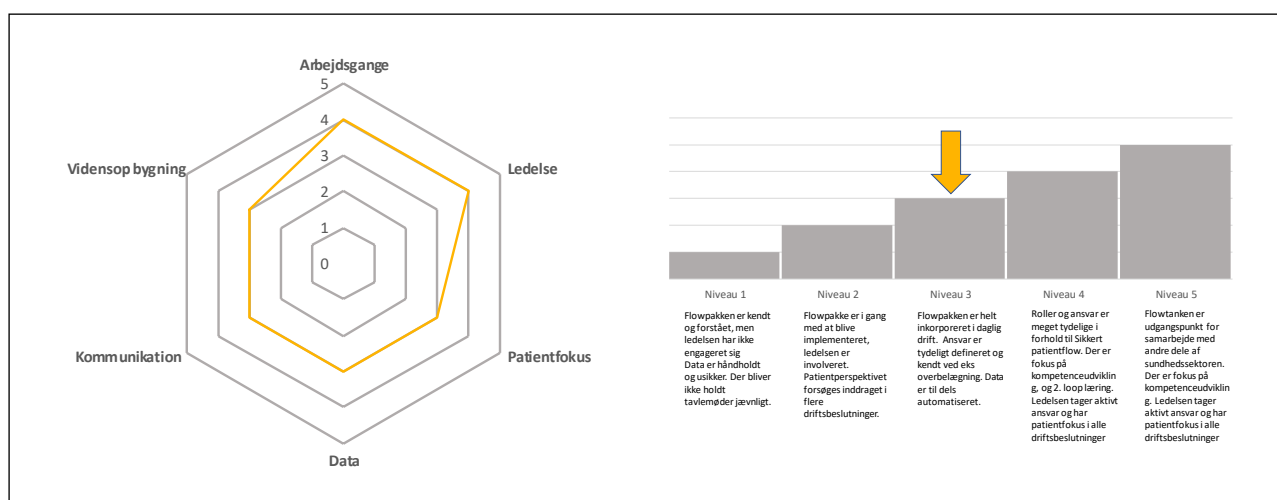 Arbejdsgange
5
4
3
2
1
0
Ledelse
Patientfokus
Data
Kommunikation
Vidensop bygning
Niveau 1
Flowpakken er kendt
og forstået, men
ledelsen har ikke
engageret sig
Data er håndholdt
og usikker. Der bliver
ikke holdt
tavlemøder jævnligt.
Niveau 2
Flowpakke er i gang
med at blive
implementeret,
ledelsen er
involveret.
Patientperspektivet
forsøges inddraget i
flere
driftsbeslutninger.
Niveau 3
Flowpakken er helt
inkorporeret i daglig
drift. Ansvar er
tydeligt defineret og
kendt ved eks
overbelægning. Data
er til dels
automatiseret.
Niveau 4
Roller og ansvar er
meget tydelige i
forhold til Sikkert
patientflow. Der er
fokus på
kompetenceudviklin
g, og 2. loop læring.
Ledelsen tager aktivt
ansvar og har
patientfokus i alle
driftsbeslutninger
Niveau 5
Flowtanken er
udgangspunkt for
samarbejde med
andre dele af
sundhedssektoren.
Der er fokus på
kompetenceudviklin
g. Ledelsen tager
aktivt ansvar og har
patientfokus i alle
driftsbeslutninger